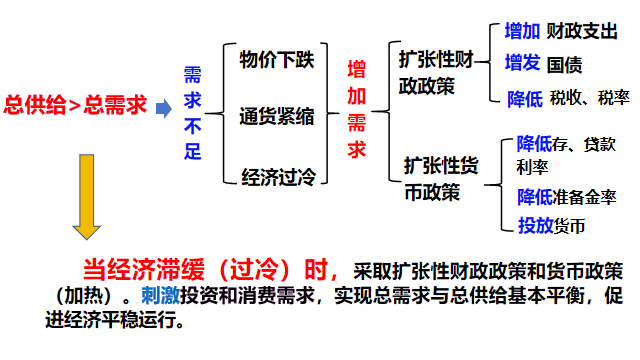 总供给>总需求
需求不足
物价下跌
通货紧缩
经济过冷
增加需求
扩张性财
政政策
增加 财政支出
增发 国债
降低 税收、税率
扩张性货
币政策
降低存、贷款
利率
降低准备金率
投放货币
当经济滞缓（过冷）时，采取扩张性财政政策和货币政策
（加热）。刺激投资和消费需求，实现总需求与总供给基本平衡，促
进经济平稳运行。